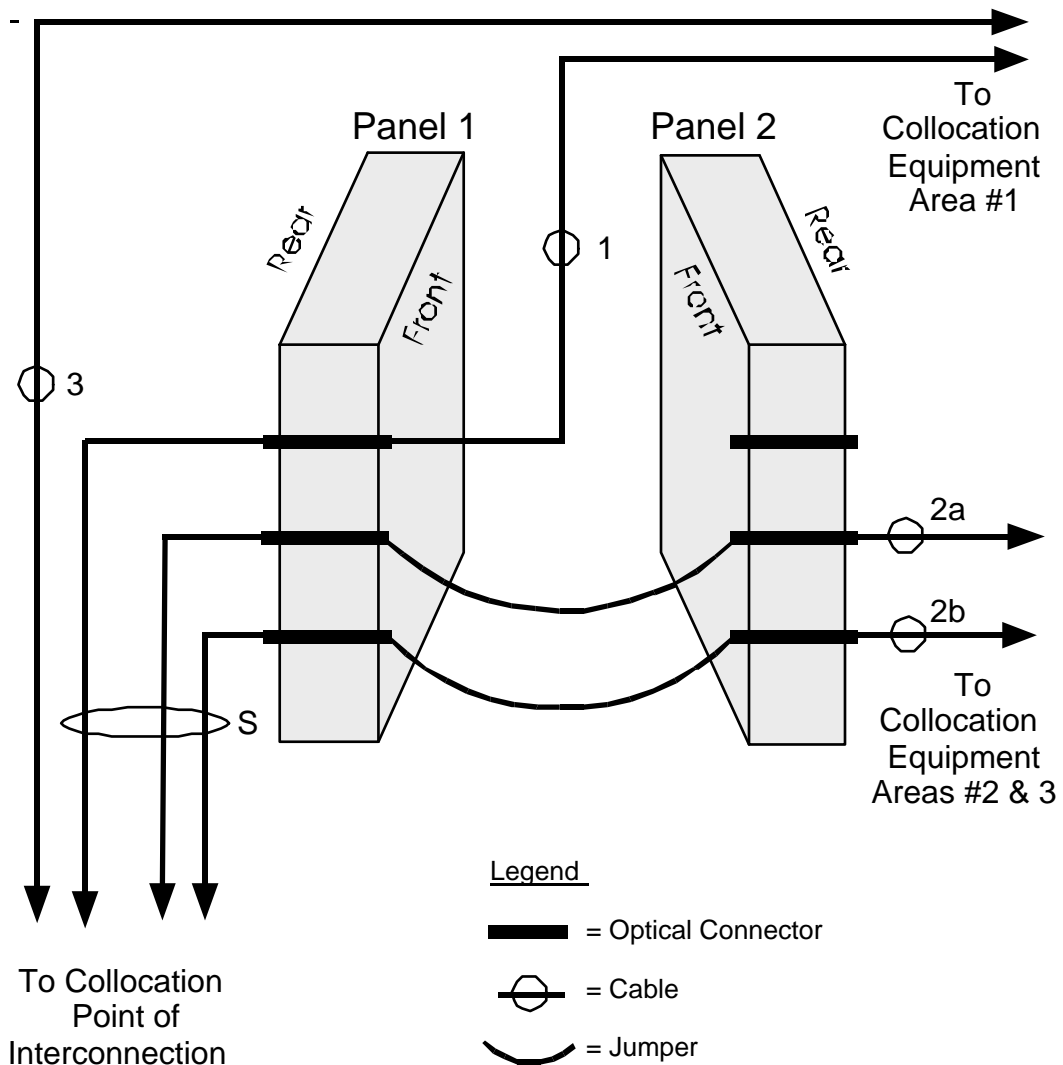 -
To
Collocation
Equipment
Area #1
Panel 1
Panel 2
Rear
Front
1
Front
Rear
3
2a
2b
To
Collocation
Equipment
Areas #2 & 3
S
Legend
= Optical Connector
= Cable
= Jumper
To Collocation
Point of
Interconnection